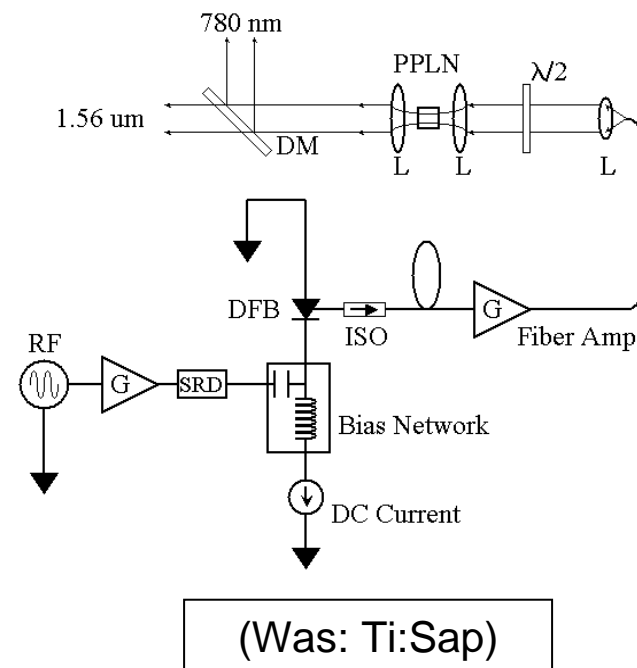 780 nm
PPLN
λ/2
1.56 um
DM
L
L
L
DFB
ISO
G
Fiber Amp
RF
G
SRD
Bias Network
DC Current
(Was: Ti:Sap)